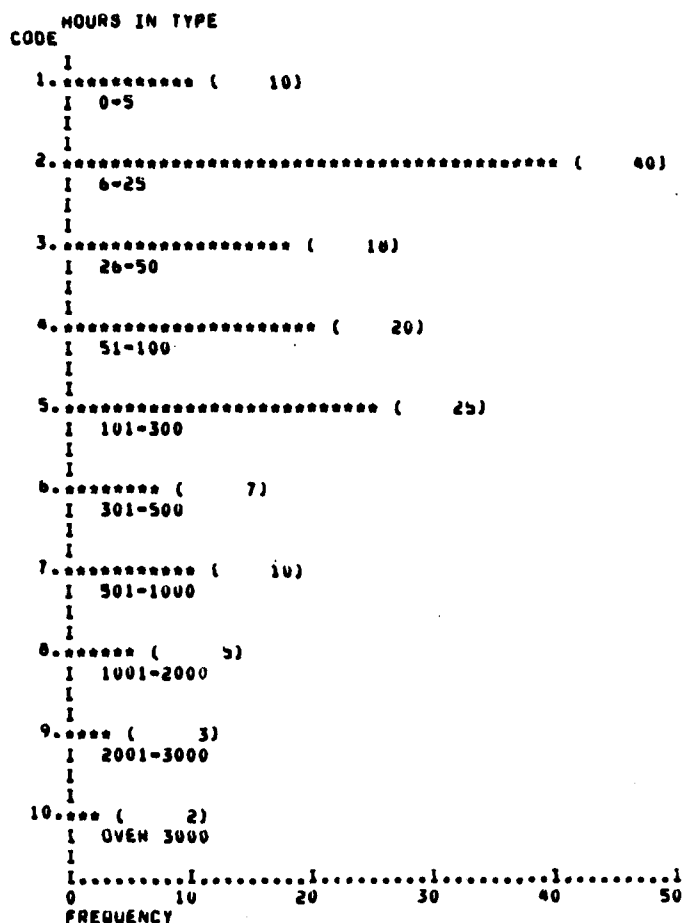 HOURS IN TYPE
CODE
I
1.*********** (     10)
I  0-5
I
I
2.***************************************** (     40)
I  6-25
I
I
3.******************* (     18)
I  26-50
I
I
4.********************* (     20)
I  51-100
I
I
5.************************** (     25)
I  101-300
I
I
6.******** (      7)
I  301-500
I
I
7.*********** (     10)
I  501-1000
I
I
8.****** (      5)
I  1001-2000
I
I
9.**** (      3)
I  2001-3000
I
I
10.*** (      2)
I  OVER 3000
I
I.........I.........I.........I.........I.........I
0         10        20        30        40        50
FREQUENCY